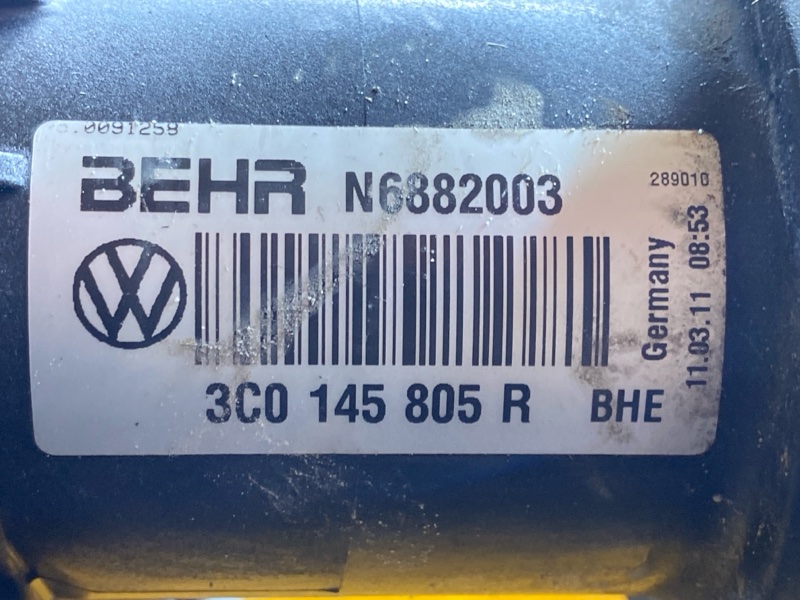 .0091258
BEHR N6882003
289010
3C0 145 805 R BHE
Germany
11.03.11 08:53